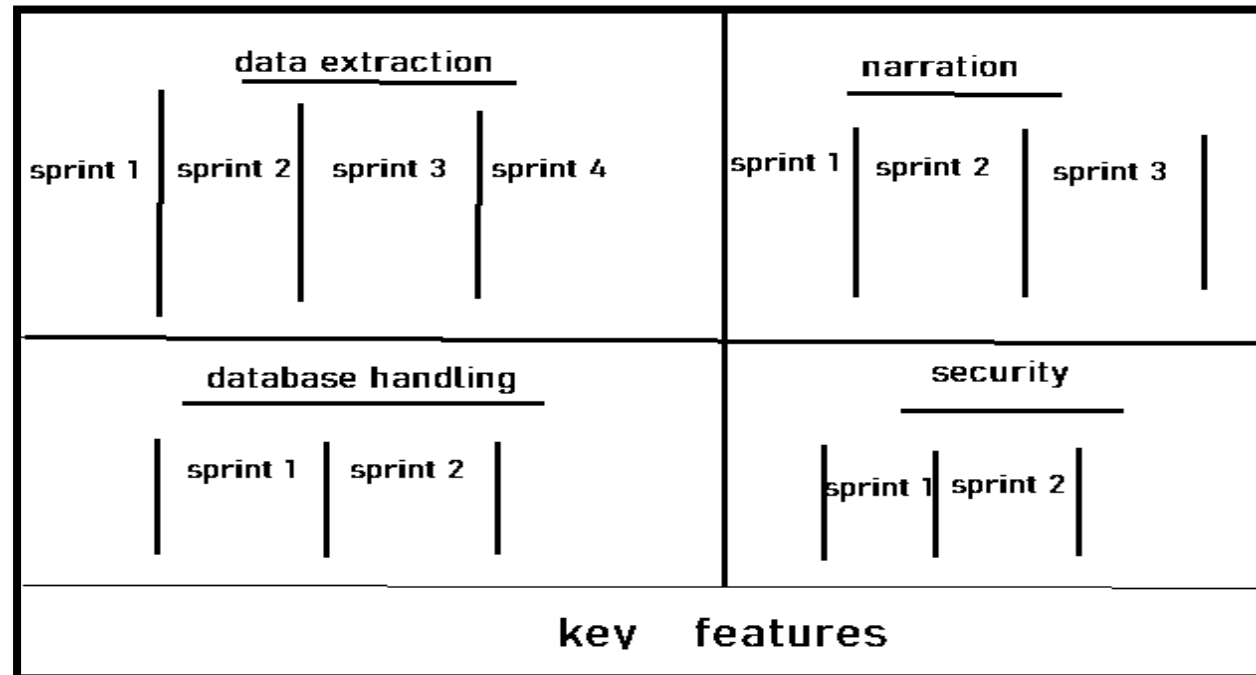 data extraction
sprint 1 sprint 2 sprint 3 sprint 4
narration
sprint 1 sprint 2 sprint 3
database handling
sprint 1 sprint 2
security
sprint 1 sprint 2
key features